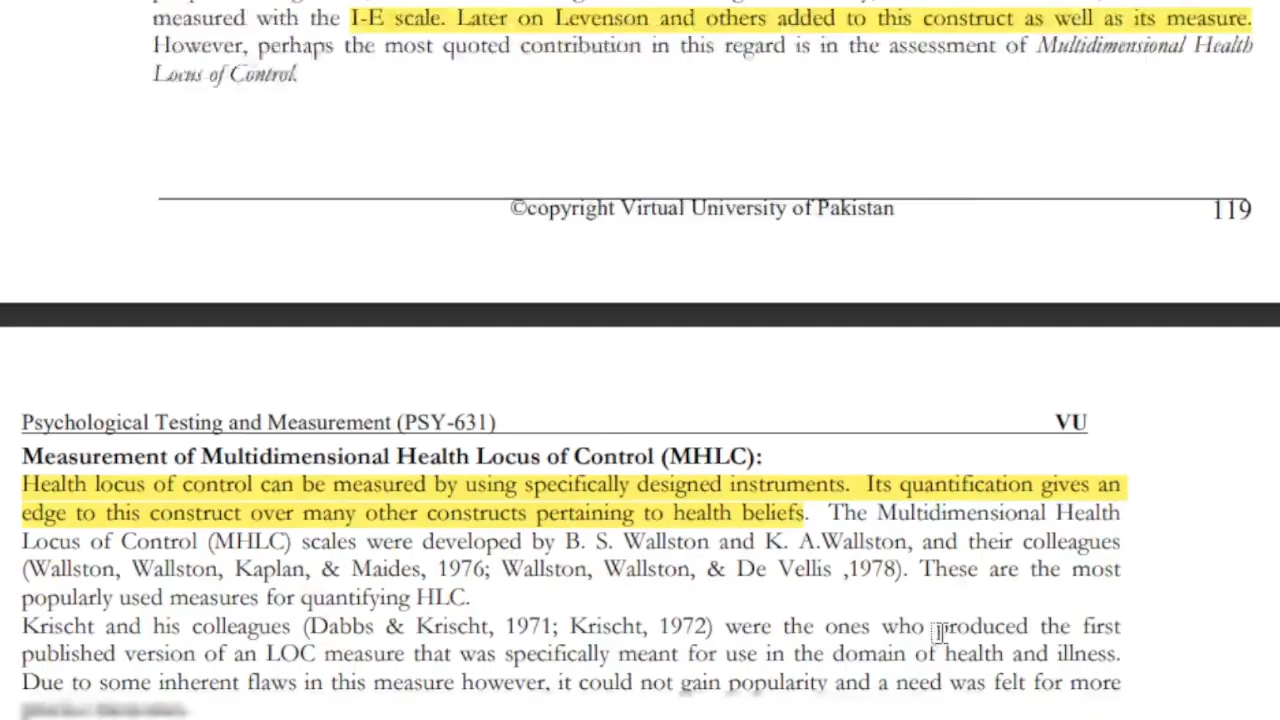 measured with the I-E scale. Later on Levenson and others added to this construct as well as its measure.
However, perhaps the most quoted contribution in this regard is in the assessment of Multidimensional Health
Locus of Control.
©copyright Virtual University of Pakistan 119
Psychological Testing and Measurement (PSY-631) VU
Measurement of Multidimensional Health Locus of Control (MHLC):
Health locus of control can be measured by using specifically designed instruments. Its quantification gives an
edge to this construct over many other constructs pertaining to health beliefs. The Multidimensional Health
Locus of Control (MHLC) scales were developed by B. S. Wallston and K. A.Wallston, and their colleagues
(Wallston, Wallston, Kaplan, & Maides, 1976; Wallston, Wallston, & De Vellis ,1978). These are the most
popularly used measures for quantifying HLC.
Krischt and his colleagues (Dabbs & Krischt, 1971; Krischt, 1972) were the ones who produced the first
published version of an LOC measure that was specifically meant for use in the domain of health and illness.
Due to some inherent flaws in this measure however, it could not gain popularity and a need was felt for more